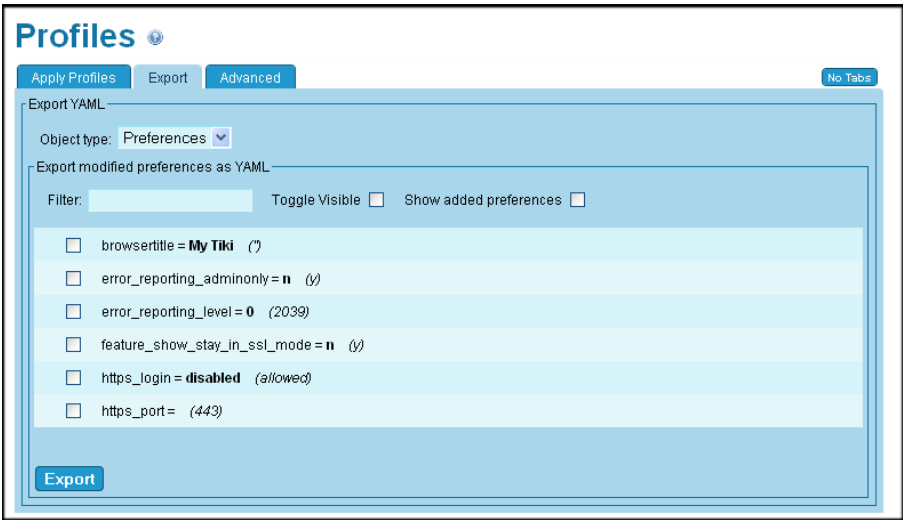 Profiles
Apply Profiles Export Advanced No Tabs
Export YAML
Object type: Preferences
Export modified preferences as YAML
Filter: Toggle Visible Show added preferences
browsertitle = My Tiki ('')
error_reporting_adminonly = n (y)
error_reporting_level = 0 (2039)
feature_show_stay_in_ssl_mode = n (y)
https_login = disabled (allowed)
https_port = (443)
Export